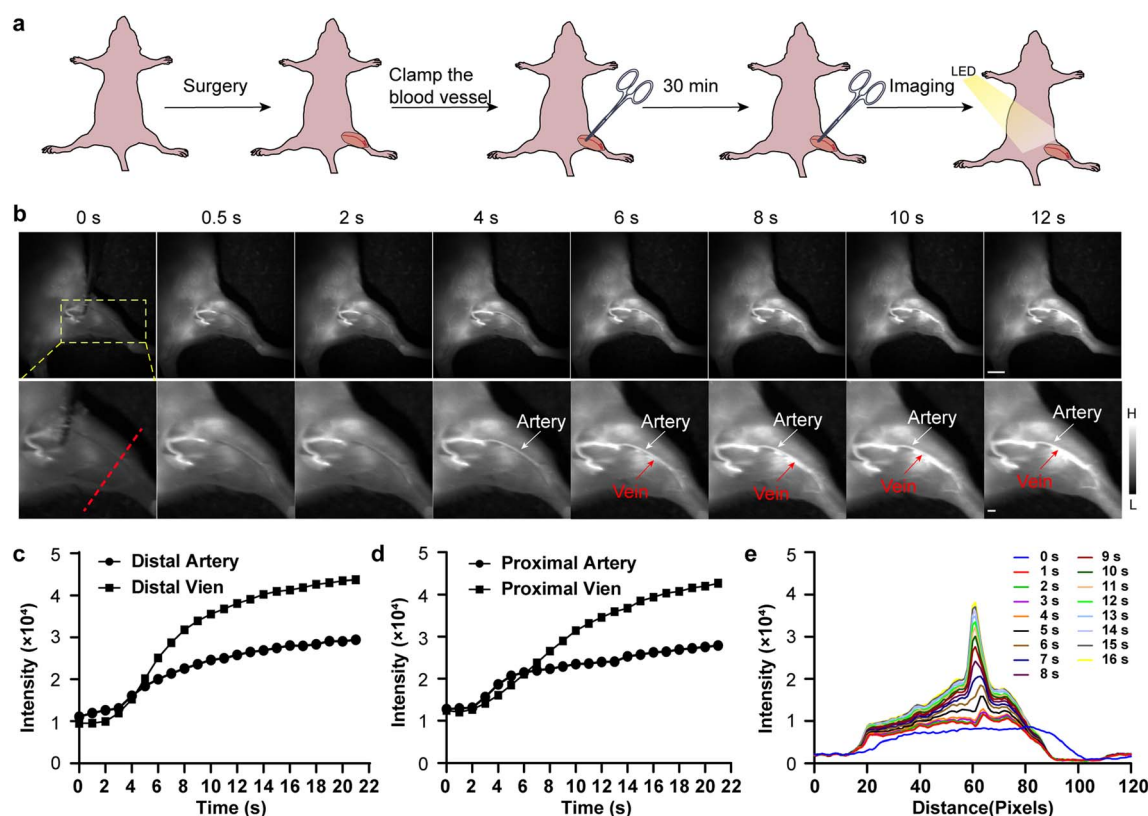 a
Surgery
Clamp the
blood vessel
30 min
Imaging
LED
b
0 s
0.5 s
2 s
4 s
6 s
8 s
10 s
12 s
Artery
Artery
Vein
Artery
Vein
Artery
Vein
Artery
Vein
H
L
c
Distal Artery
Distal Vien
Intensity (×10⁴)
5
4
3
2
1
0
0 2 4 6 8 10 12 14 16 18 20 22
Time (s)
d
Proximal Artery
Proximal Vien
Intensity (×10⁴)
5
4
3
2
1
0
0 2 4 6 8 10 12 14 16 18 20 22
Time (s)
e
0 s
1 s
2 s
3 s
4 s
5 s
6 s
7 s
8 s
9 s
10 s
11 s
12 s
13 s
14 s
15 s
16 s
Intensity (×10⁴)
5
4
3
2
1
0
0 20 40 60 80 100 120
Distance(Pixels)